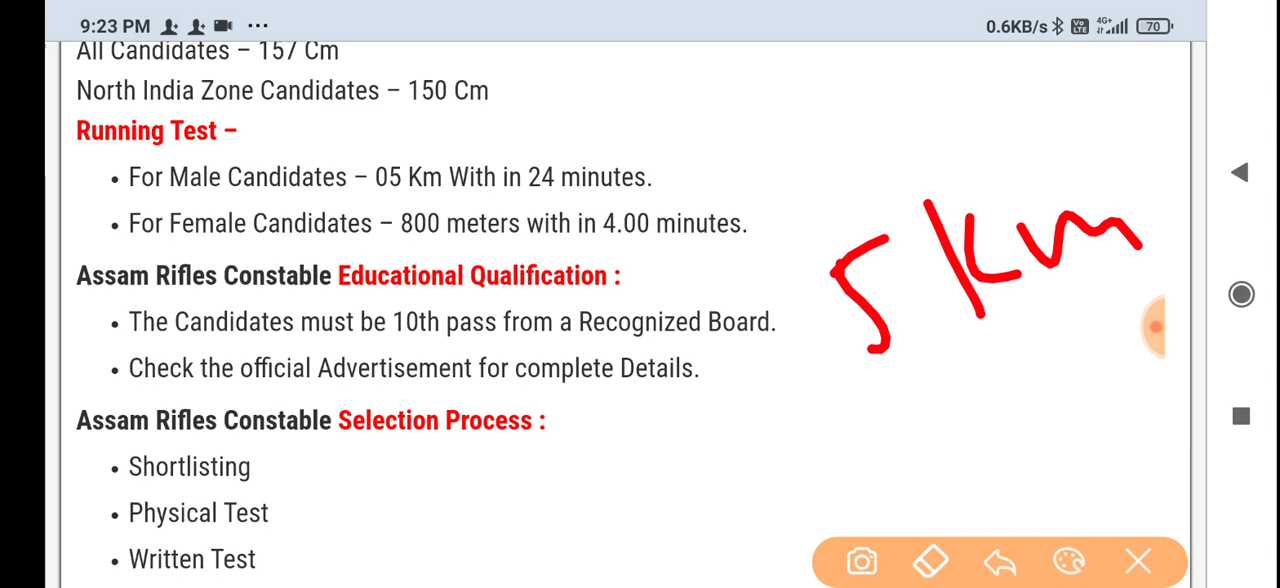 9:23 PM ... 0.6KB/s Vo LTE 4G+ 70
All Candidates – 157 Cm
North India Zone Candidates – 150 Cm
Running Test –
• For Male Candidates – 05 Km With in 24 minutes.
• For Female Candidates – 800 meters with in 4.00 minutes.
5 Km
Assam Rifles Constable Educational Qualification :
• The Candidates must be 10th pass from a Recognized Board.
• Check the official Advertisement for complete Details.
Assam Rifles Constable Selection Process :
• Shortlisting
• Physical Test
• Written Test